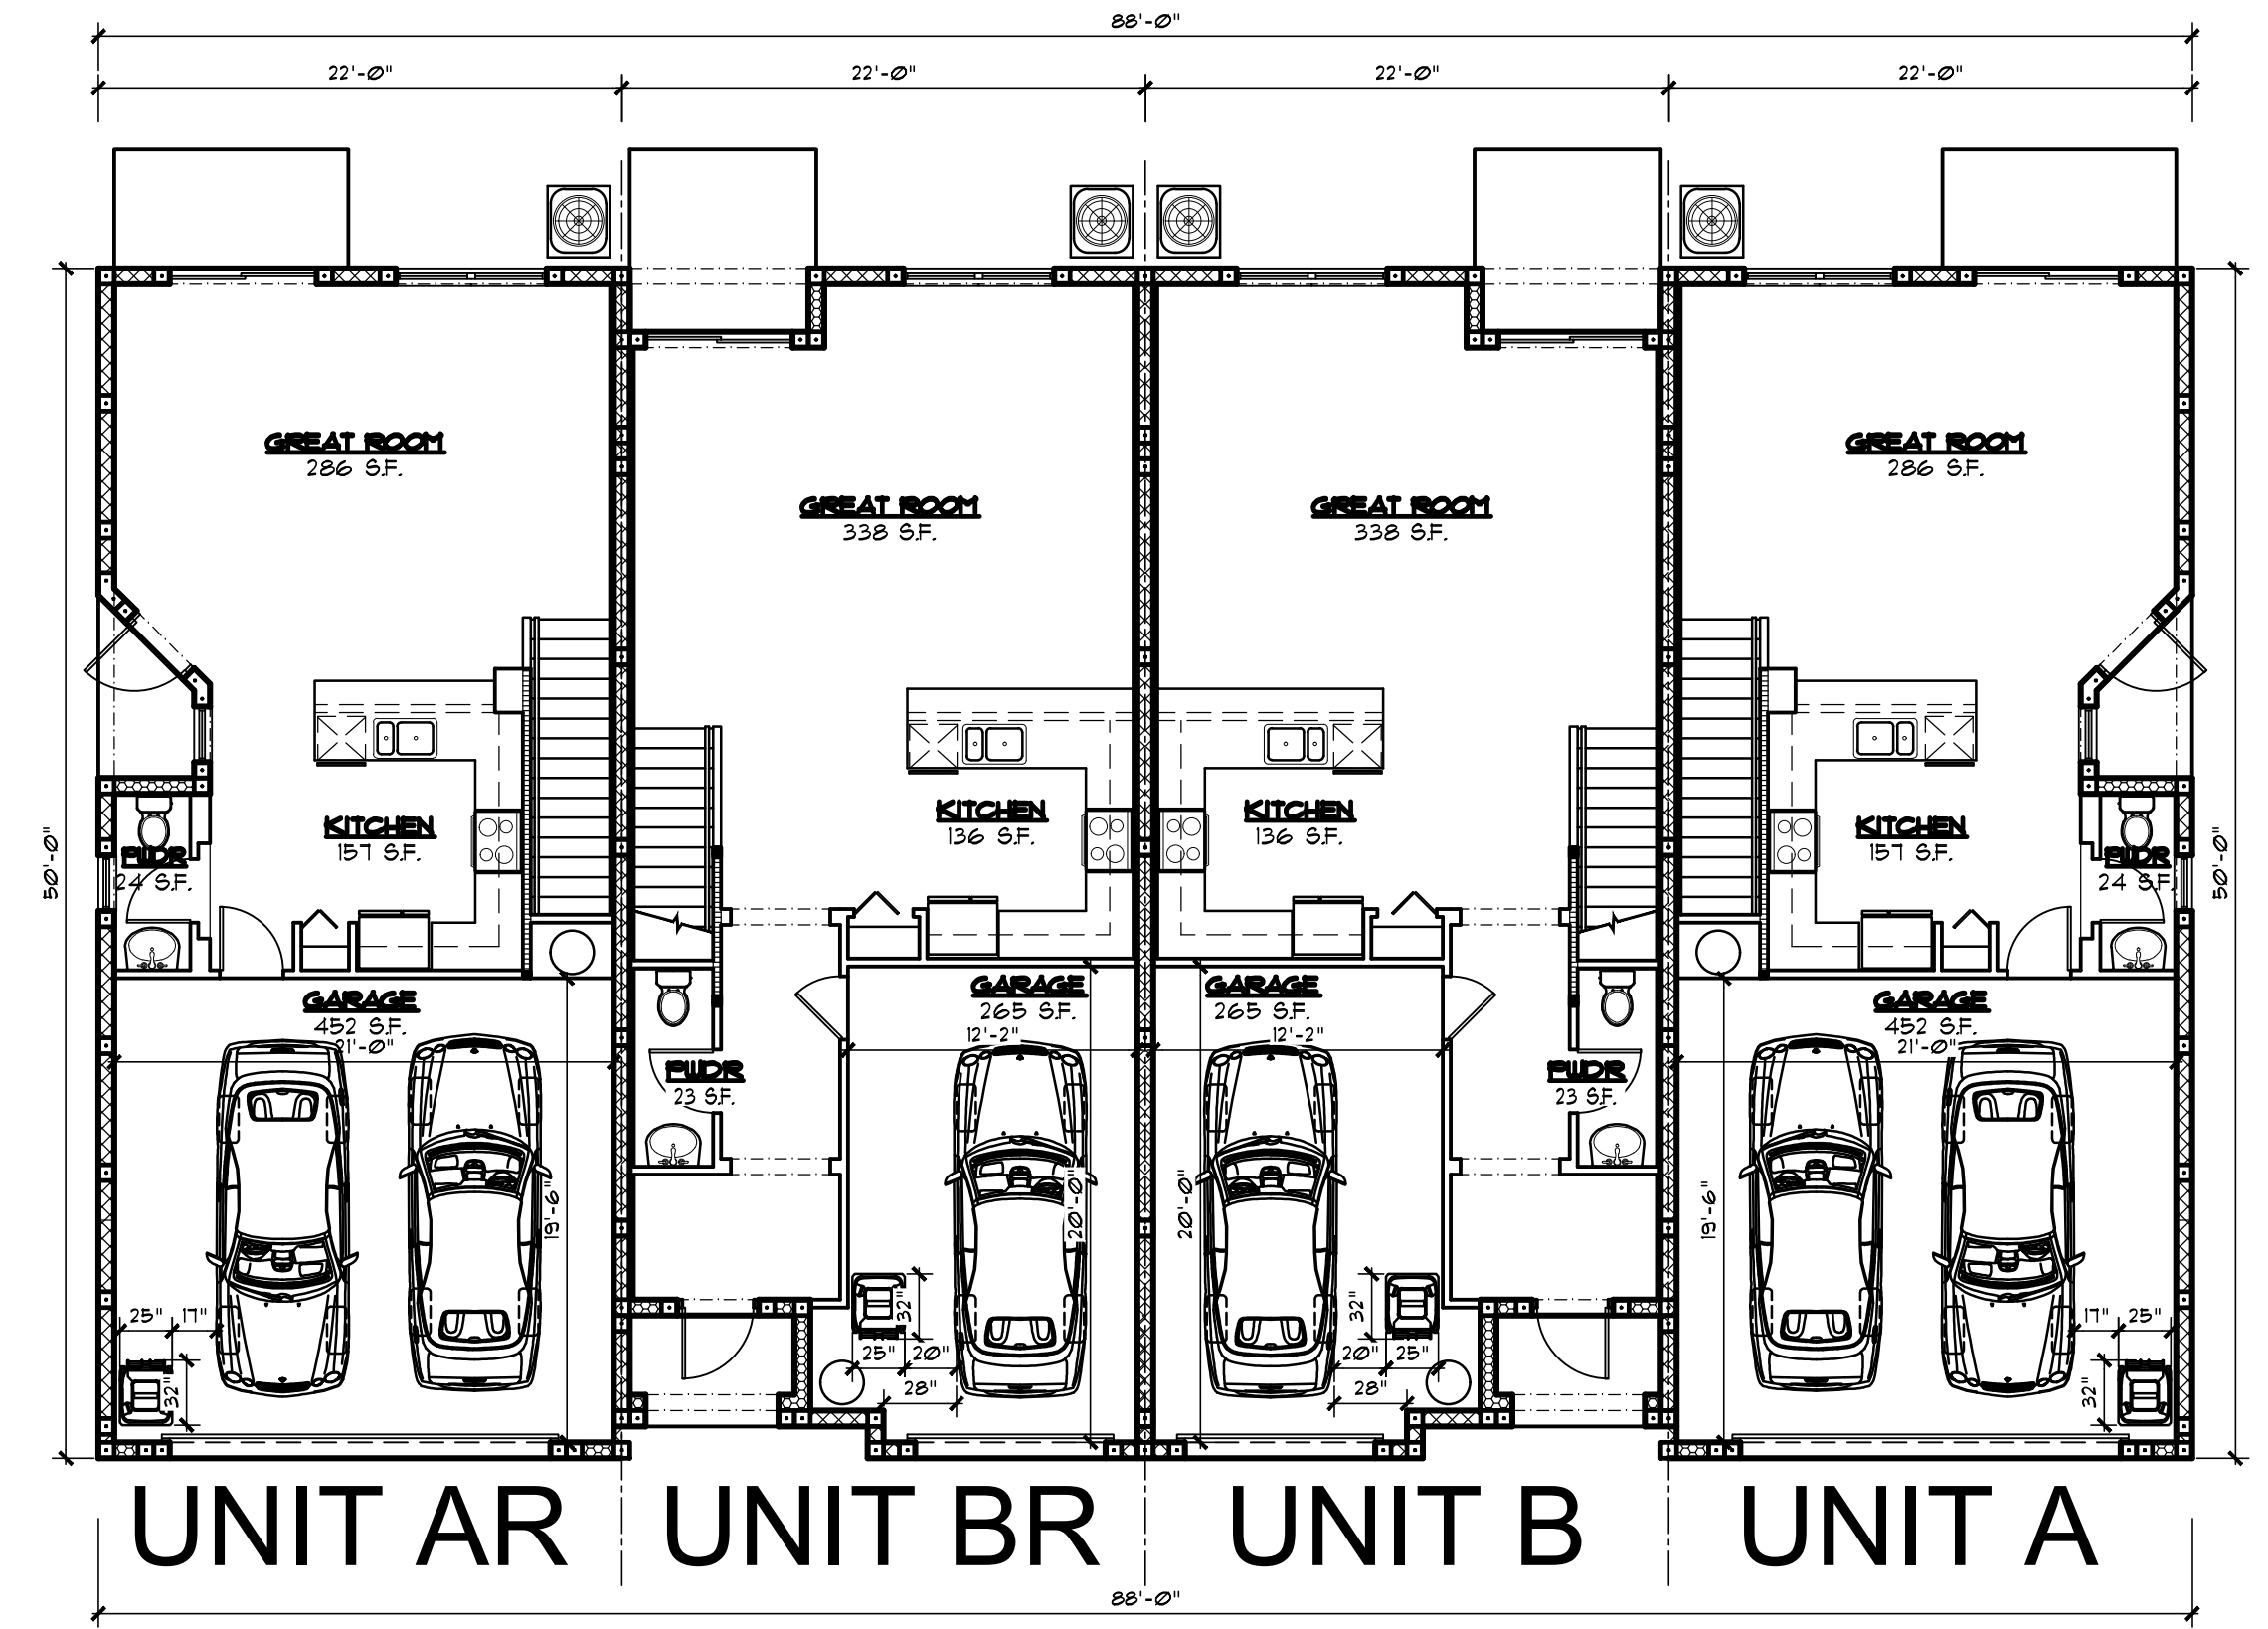 88'-0"
22'-0" 22'-0" 22'-0" 22'-0"
GREAT ROOM
286 S.F.
GREAT ROOM
338 S.F.
GREAT ROOM
338 S.F.
GREAT ROOM
286 S.F.
50'-0"
KITCHEN
157 S.F.
PWDR
24 S.F.
KITCHEN
136 S.F.
KITCHEN
136 S.F.
KITCHEN
157 S.F.
PWDR
24 S.F.
50'-0"
GARAGE
452 S.F.
21'-0"
GARAGE
265 S.F.
12'-2"
GARAGE
265 S.F.
12'-2"
GARAGE
452 S.F.
21'-0"
PWDR
23 S.F.
PWDR
23 S.F.
19'-6"
20'-0"
20'-0"
19'-6"
25" 17"
32"
32"
25" 20"
28"
32"
20" 25"
28"
17" 25"
32"
UNIT AR UNIT BR UNIT B UNIT A
88'-0"